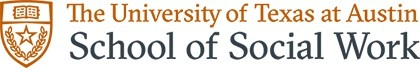 The University of Texas at Austin
School of Social Work